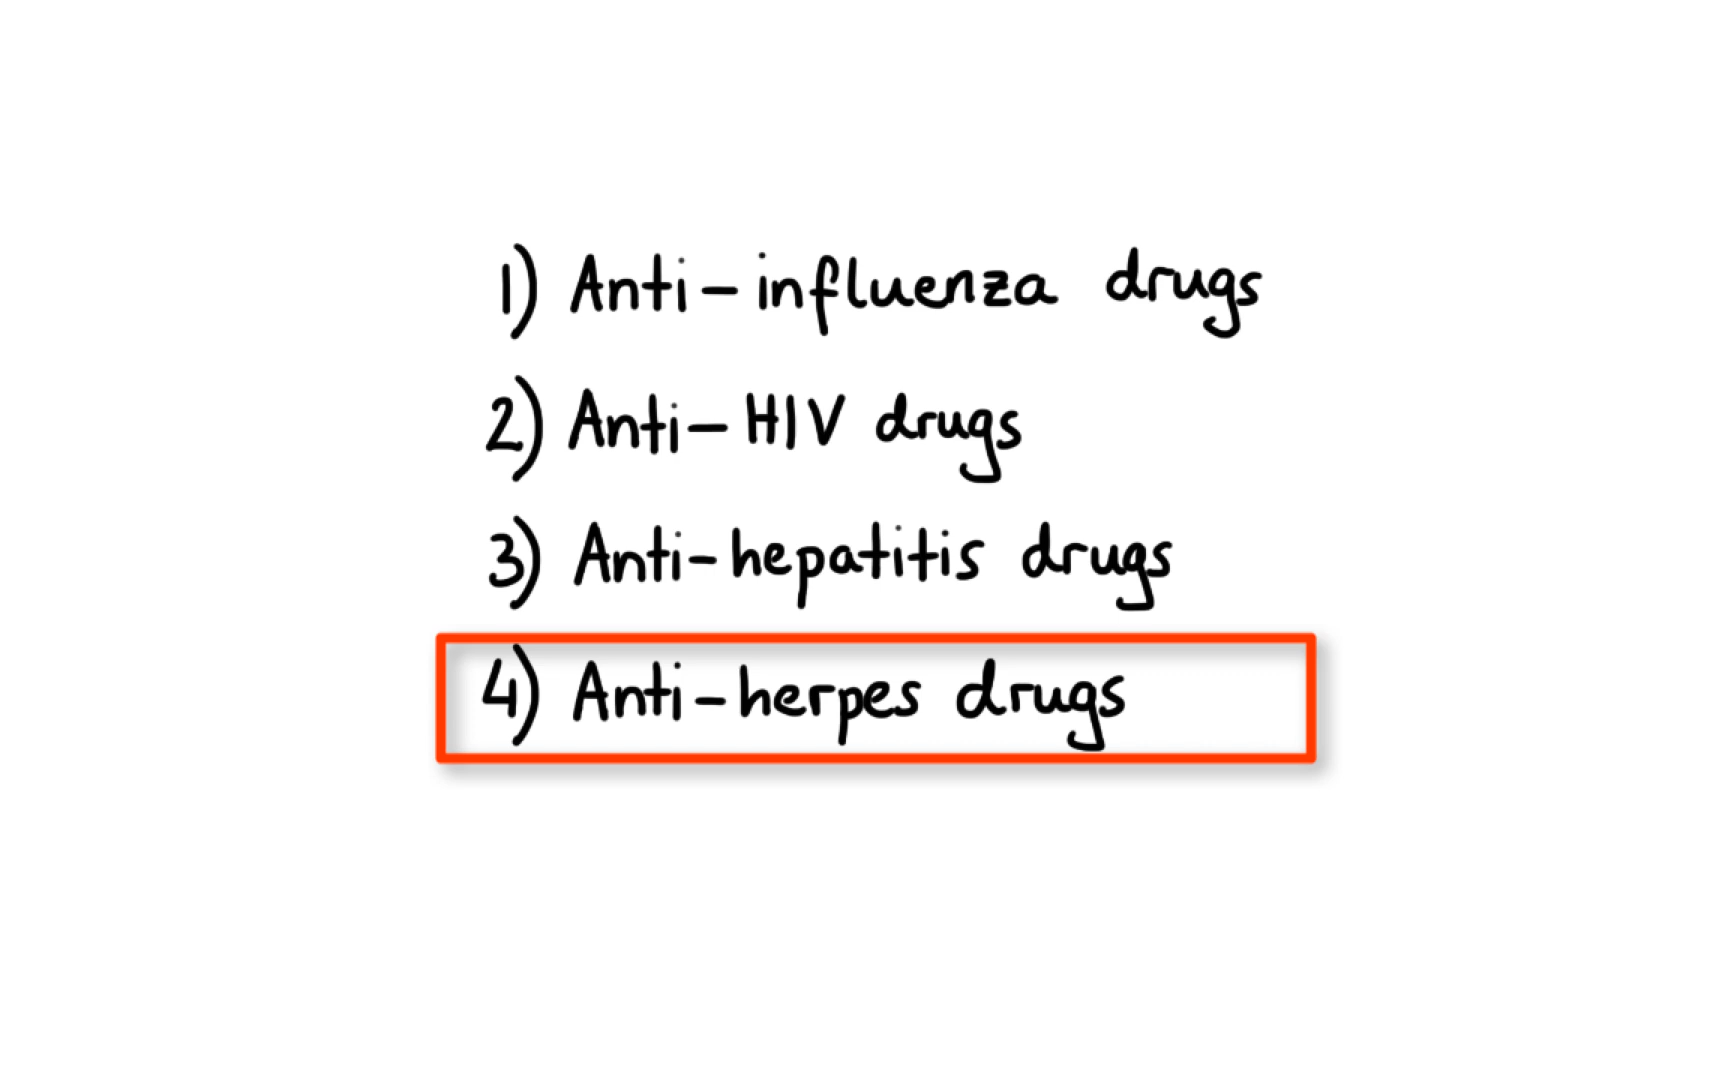 1) Anti-influenza drugs
2) Anti-HIV drugs
3) Anti-hepatitis drugs
4) Anti-herpes drugs